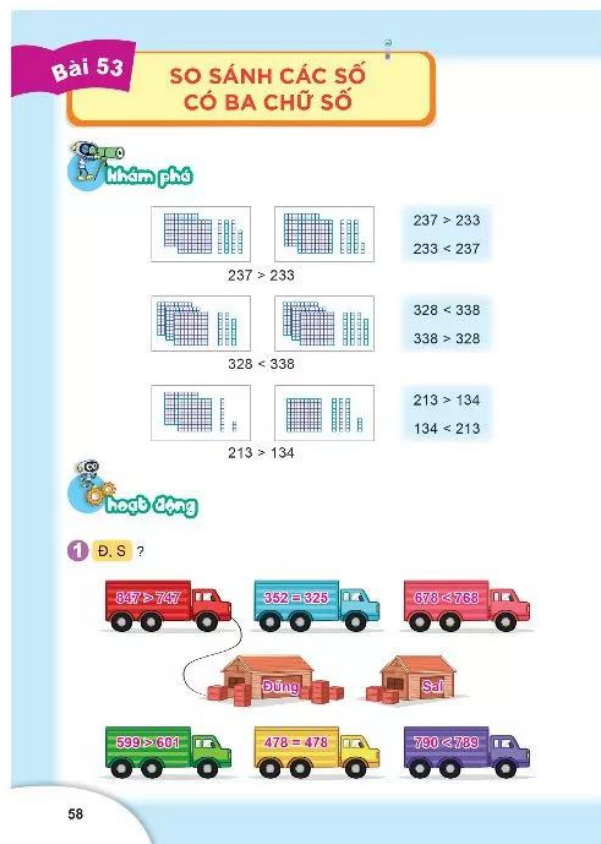 Bài 53
SO SÁNH CÁC SỐ
CÓ BA CHỮ SỐ
khám phá
237 > 233
233 < 237
237 > 233
328 < 338
338 > 328
328 < 338
213 > 134
134 < 213
213 > 134
hoạt động
1 Đ, S ?
847 > 747
352 = 325
678 < 768
Đúng
Sai
599 > 601
478 = 478
790 < 789
58